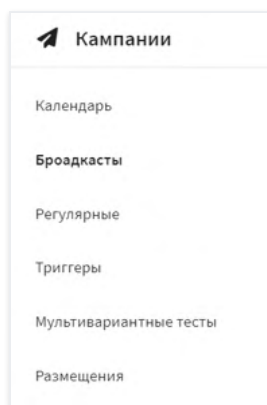 Кампании
Календарь
Броадкасты
Регулярные
Триггеры
Мультивариантные тесты
Размещения